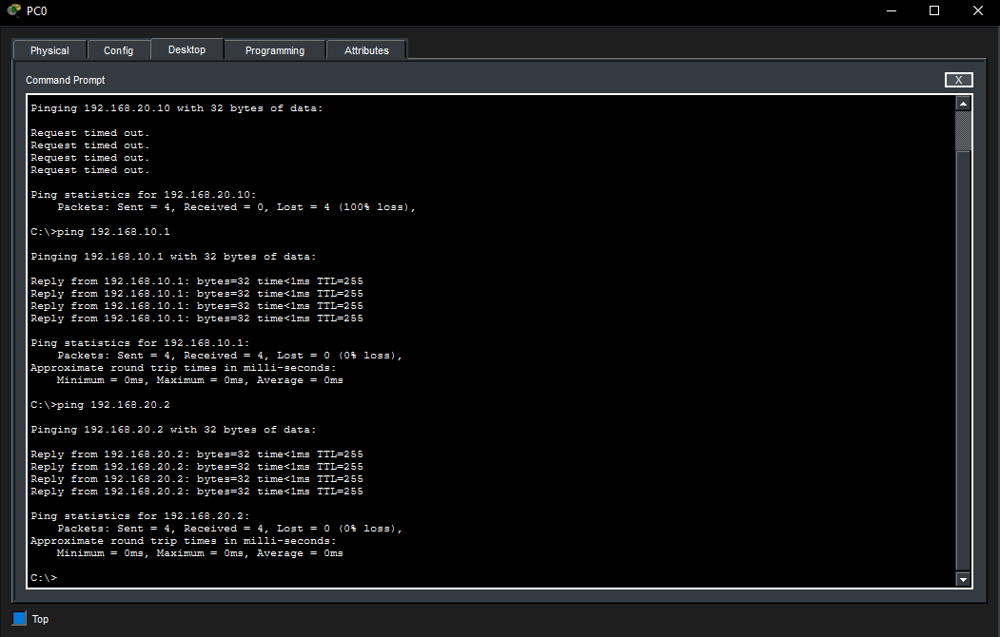 PC0
Physical Config Desktop Programming Attributes
Command Prompt
X
Pinging 192.168.20.10 with 32 bytes of data:
Request timed out.
Request timed out.
Request timed out.
Request timed out.
Ping statistics for 192.168.20.10:
Packets: Sent = 4, Received = 0, Lost = 4 (100% loss),
C:\>ping 192.168.10.1
Pinging 192.168.10.1 with 32 bytes of data:
Reply from 192.168.10.1: bytes=32 time<1ms TTL=255
Reply from 192.168.10.1: bytes=32 time<1ms TTL=255
Reply from 192.168.10.1: bytes=32 time<1ms TTL=255
Reply from 192.168.10.1: bytes=32 time<1ms TTL=255
Ping statistics for 192.168.10.1:
Packets: Sent = 4, Received = 4, Lost = 0 (0% loss),
Approximate round trip times in milli-seconds:
Minimum = 0ms, Maximum = 0ms, Average = 0ms
C:\>ping 192.168.20.2
Pinging 192.168.20.2 with 32 bytes of data:
Reply from 192.168.20.2: bytes=32 time<1ms TTL=255
Reply from 192.168.20.2: bytes=32 time<1ms TTL=255
Reply from 192.168.20.2: bytes=32 time<1ms TTL=255
Reply from 192.168.20.2: bytes=32 time<1ms TTL=255
Ping statistics for 192.168.20.2:
Packets: Sent = 4, Received = 4, Lost = 0 (0% loss),
Approximate round trip times in milli-seconds:
Minimum = 0ms, Maximum = 0ms, Average = 0ms
C:\>
Top